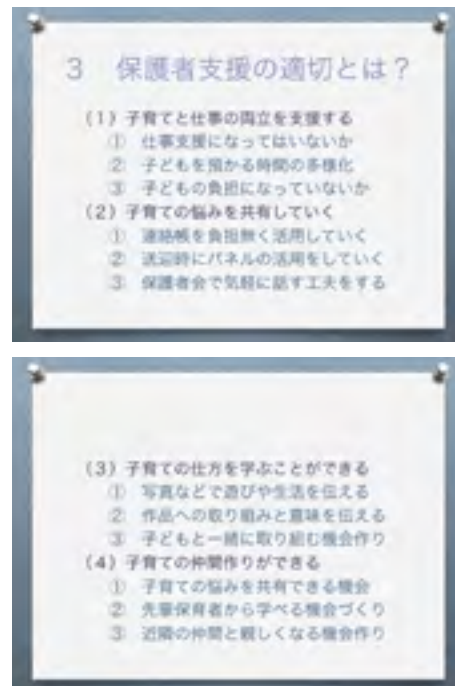 3　保護者支援の適切とは？
（1）子育てと仕事の両立を支援する
① 仕事支援になってはいないか
② 子どもを預かる時間の多様化
③ 子どもの負担になっていないか
（2）子育ての悩みを共有していく
① 連絡帳を負担無く活用していく
② 送迎時にパネルの活用をしていく
③ 保護者会で気軽に話す工夫をする
（3）子育ての仕方を学ぶことができる
① 写真などで遊びや生活を伝える
② 作品への取り組みと意味を伝える
③ 子どもと一緒に取り組む機会作り
（4）子育ての仲間作りができる
① 子育ての悩みを共有できる機会
② 先輩保育者から学べる機会づくり
③ 近隣の仲間と親しくなる機会作り